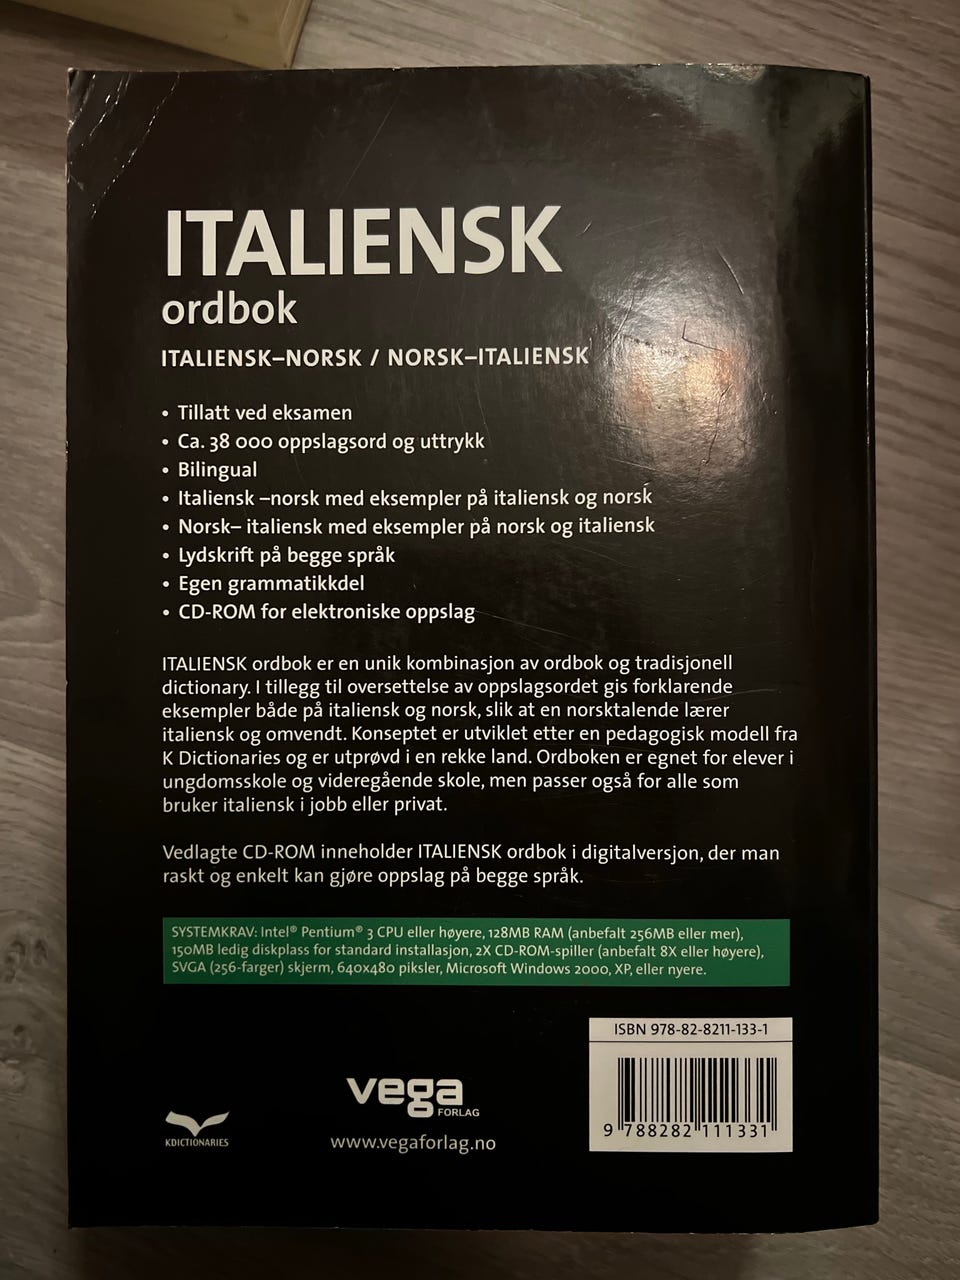 ITALIENSK
ordbok
ITALIENSK–NORSK / NORSK–ITALIENSK
• Tillatt ved eksamen
• Ca. 38 000 oppslagsord og uttrykk
• Bilingual
• Italiensk –norsk med eksempler på italiensk og norsk
• Norsk– italiensk med eksempler på norsk og italiensk
• Lydskrift på begge språk
• Egen grammatikkdel
• CD-ROM for elektroniske oppslag
ITALIENSK ordbok er en unik kombinasjon av ordbok og tradisjonell
dictionary. I tillegg til oversettelse av oppslagsordet gis forklarende
eksempler både på italiensk og norsk, slik at en norsktalende lærer
italiensk og omvendt. Konseptet er utviklet etter en pedagogisk modell fra
K Dictionaries og er utprøvd i en rekke land. Ordboken er egnet for elever i
ungdomsskole og videregående skole, men passer også for alle som
bruker italiensk i jobb eller privat.
Vedlagte CD-ROM inneholder ITALIENSK ordbok i digitalversjon, der man
raskt og enkelt kan gjøre oppslag på begge språk.
SYSTEMKRAV: Intel® Pentium® 3 CPU eller høyere, 128MB RAM (anbefalt 256MB eller mer),
150MB ledig diskplass for standard installasjon, 2X CD-ROM-spiller (anbefalt 8X eller høyere),
SVGA (256-farger) skjerm, 640x480 piksler, Microsoft Windows 2000, XP, eller nyere.
ISBN 978-82-8211-133-1
9 788282 111331
vega
FORLAG
KDICTIONARIES
www.vegaforlag.no